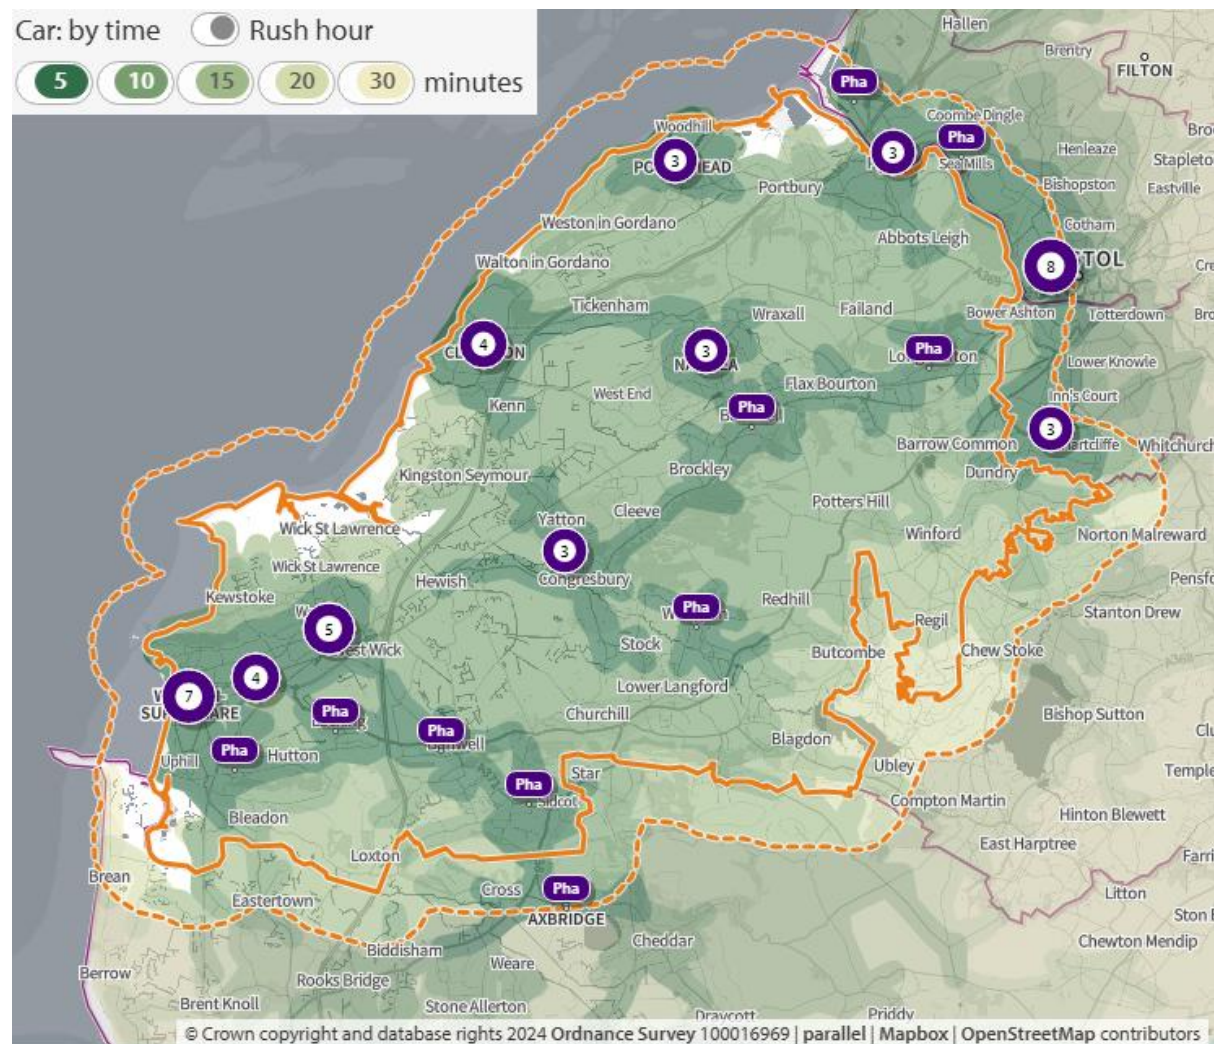 Car: by time Rush hour
5 10 15 20 30 minutes
Hallen
Brentry
FILTON
Pha
Coombe Dingle
Woodhill
Pha
Henleaze
Stapleto
3
3
Sea Mills
Portbury
Bishopston
Eastville
Weston in Gordano
Cotham
Abbots Leigh
Walton in Gordano
8
Tickenham
Wraxall
Failand
Bower Ashton
Totterdown
4
3
Pha
Lower Knowle
West End
Flax Bourton
Inn's Court
Kenn
Pha
3
Barrow Common
Whitchurch
Kingston Seymour
Brockley
Dundry
Potters Hill
Yatton
Cleeve
Wick St Lawrence
Winford
Norton Malreward
3
Wick St Lawrence
Hewish
Congresbury
Pensf
Kewstoke
Redhill
Pha
Stanton Drew
5
Regil
Stock
Butcombe
Chew Stoke
4
7
Lower Langford
Pha
Churchill
Bishop Sutton
Pha
Blagdon
Pha
Hutton
Uphill
Star
Ubley
Temple
Pha
Sidcot
Compton Martin
Bleadon
Hinton Blewett
Loxton
East Harptree
Brean
Cross
Pha
Litton
Eastertown
AXBRIDGE
Ston E
Biddisham
Cheddar
Chewton Mendip
Berrow
Weare
Rooks Bridge
Brent Knoll
Stone Allerton
Draycott
Priddy
© Crown copyright and database rights 2024 Ordnance Survey 100016969 | parallel | Mapbox | OpenStreetMap contributors